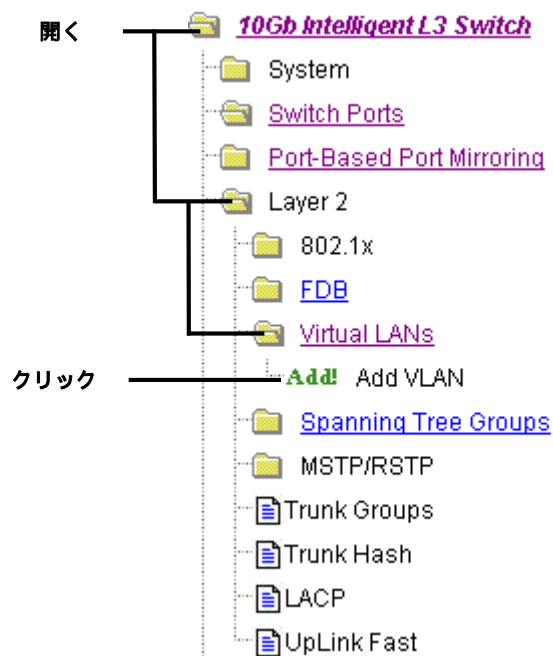 開く
10Gb Intelligent L3 Switch
System
Switch Ports
Port-Based Port Mirroring
Layer 2
802.1x
FDB
Virtual LANs
クリック
Add! Add VLAN
Spanning Tree Groups
MSTP/RSTP
Trunk Groups
Trunk Hash
LACP
UpLink Fast